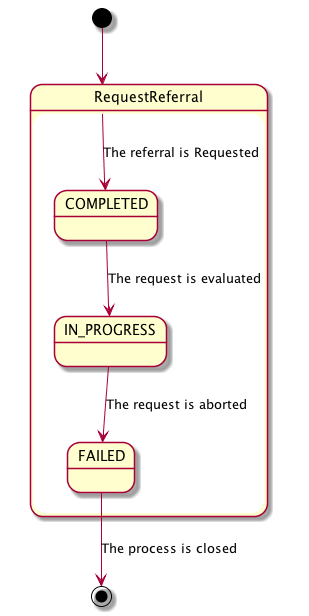 RequestReferral
The referral is Requested
COMPLETED
The request is evaluated
IN_PROGRESS
The request is aborted
FAILED
The process is closed